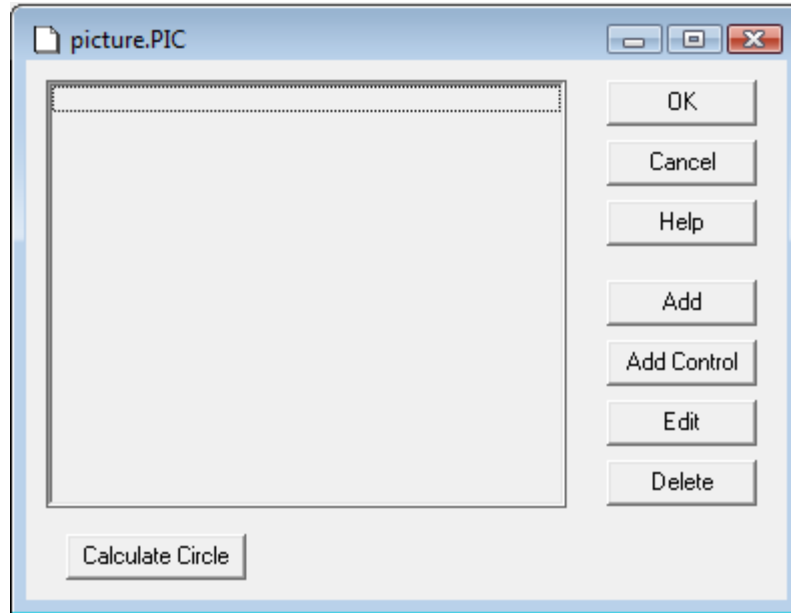 picture.PIC
OK
Cancel
Help
Add
Add Control
Edit
Delete
Calculate Circle